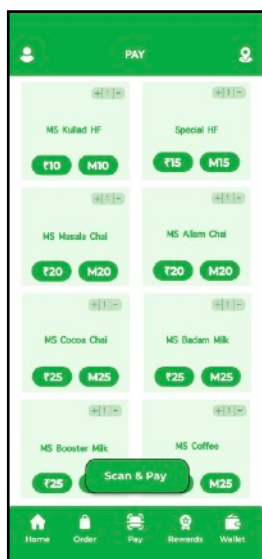 PAY
+|1|- +|1|-
MS Kullad HF Special HF
₹10 M10 ₹15 M15
+|1|- +|1|-
MS Masala Chai MS Allam Chai
₹20 M20 ₹20 M20
+|1|- +|1|-
MS Cocoa Chai MS Badam Milk
₹25 M25 ₹25 M25
+|1|- +|1|-
MS Booster Milk MS Coffee
₹25 Scan & Pay M25
Home Order Pay Rewards Wallet